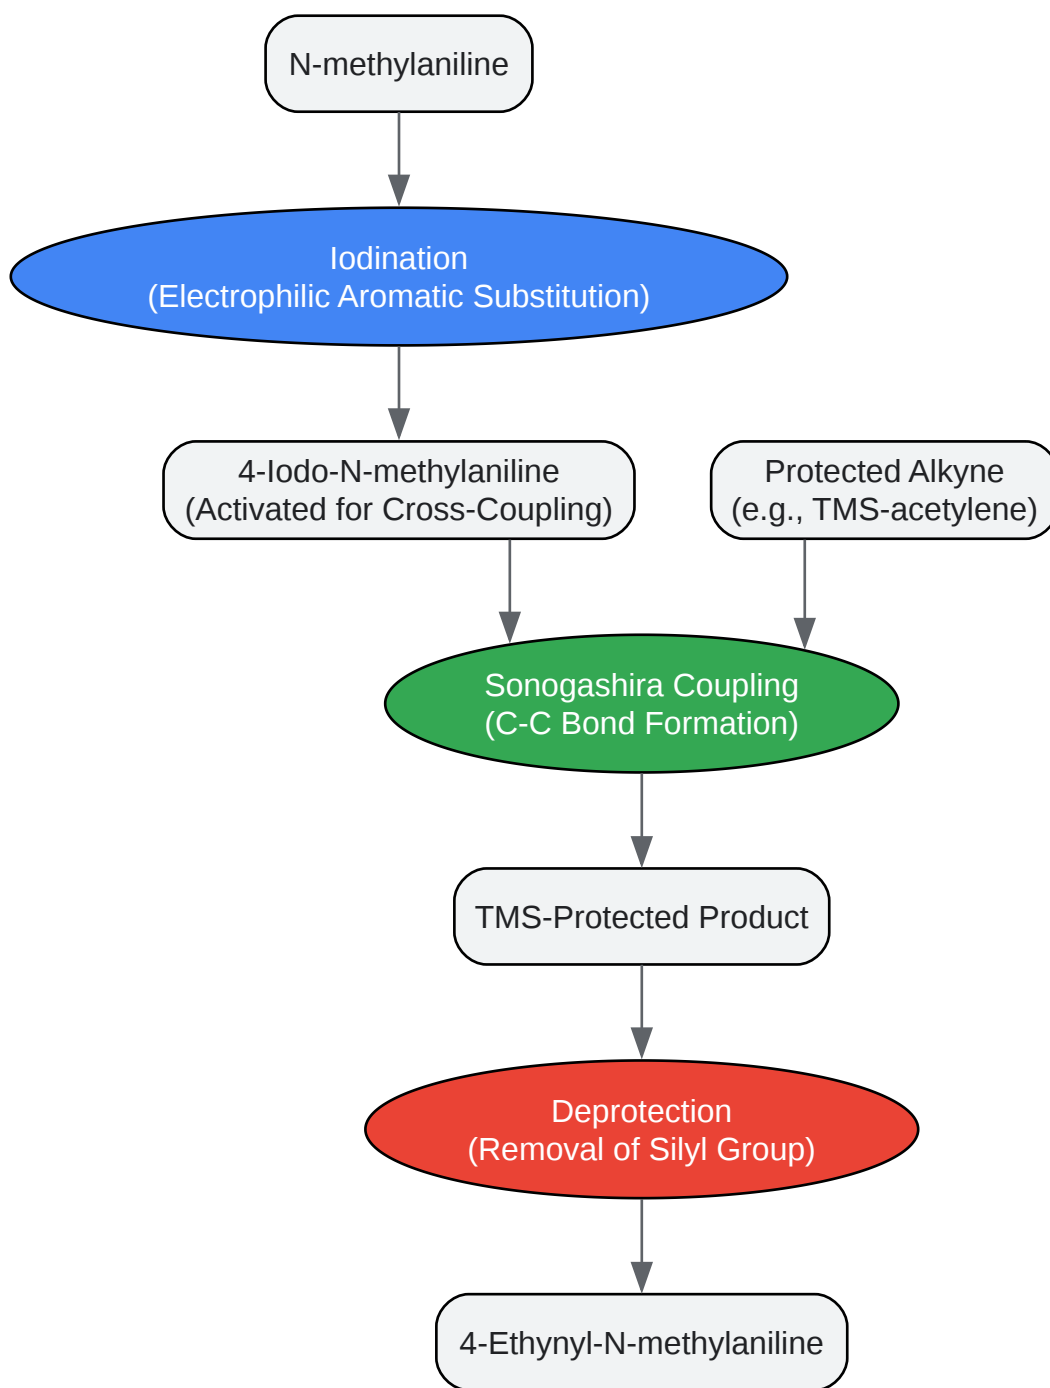 N-methylaniline
Iodination
(Electrophilic Aromatic Substitution)
4-Iodo-N-methylaniline
(Activated for Cross-Coupling)
Protected Alkyne
(e.g., TMS-acetylene)
Sonogashira Coupling
(C-C Bond Formation)
TMS-Protected Product
Deprotection
(Removal of Silyl Group)
4-Ethynyl-N-methylaniline